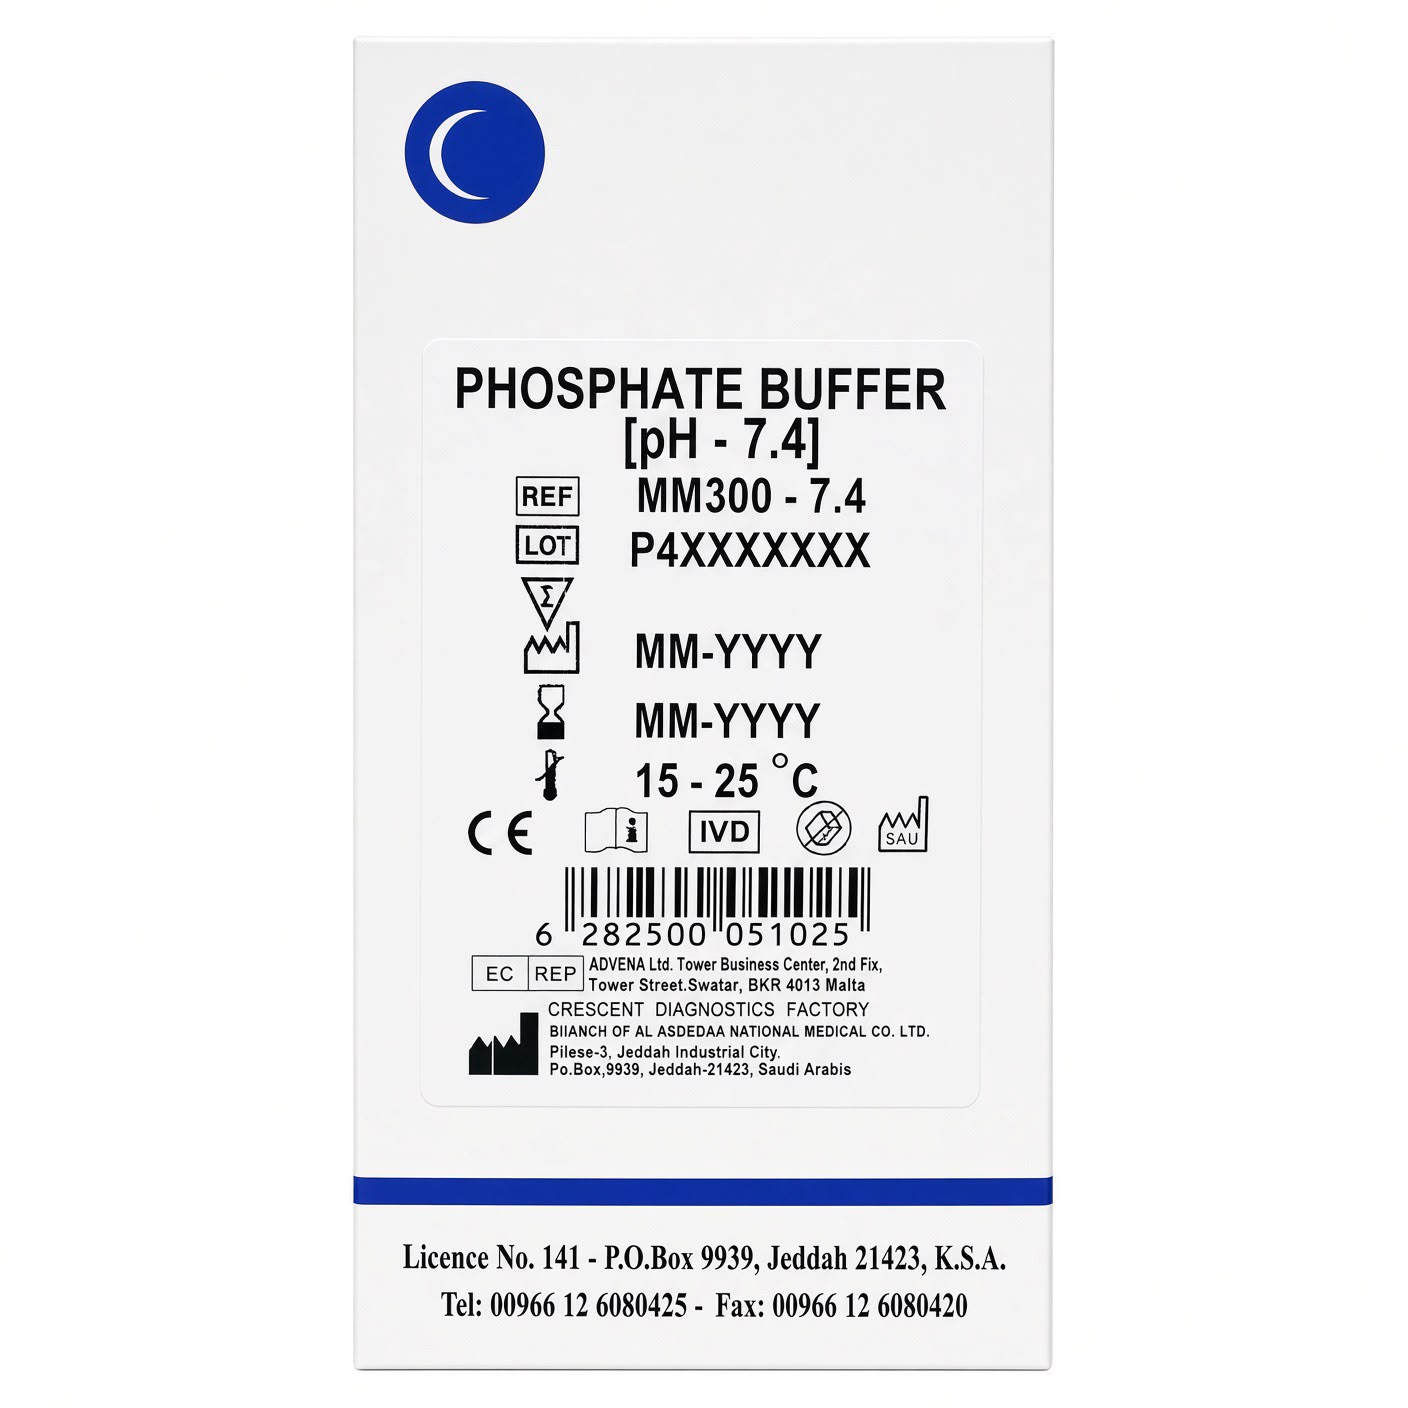 PHOSPHATE BUFFER
[pH - 7.4]
REF MM300 - 7.4
LOT P4XXXXXXX
Σ
MM-YYYY
MM-YYYY
15 - 25 °C
CE i IVD SAU
6 282500 051025
EC REP ADVENA Ltd. Tower Business Center, 2nd Fix,
Tower Street.Swatar, BKR 4013 Malta
CRESCENT DIAGNOSTICS FACTORY
BIIANCH OF AL ASDEDAA NATIONAL MEDICAL CO. LTD.
Pilese-3, Jeddah Industrial City.
Po.Box,9939, Jeddah-21423, Saudi Arabis
Licence No. 141 - P.O.Box 9939, Jeddah 21423, K.S.A.
Tel: 00966 12 6080425 - Fax: 00966 12 6080420